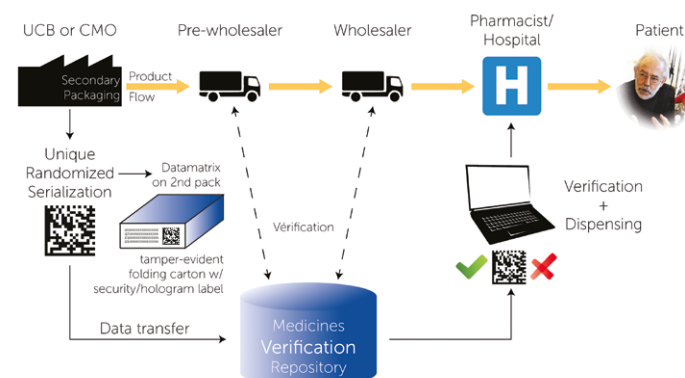 UCB or CMO
Pre-wholesaler
Wholesaler
Pharmacist/
Hospital
Patient
Secondary
Packaging
Product
Flow
H
Unique
Randomized
Serialization
Datamatrix
on 2nd pack
tamper-evident
folding carton w/
security/hologram label
Vérification
Verification
+
Dispensing
Data transfer
Medicines
Verification
Repository